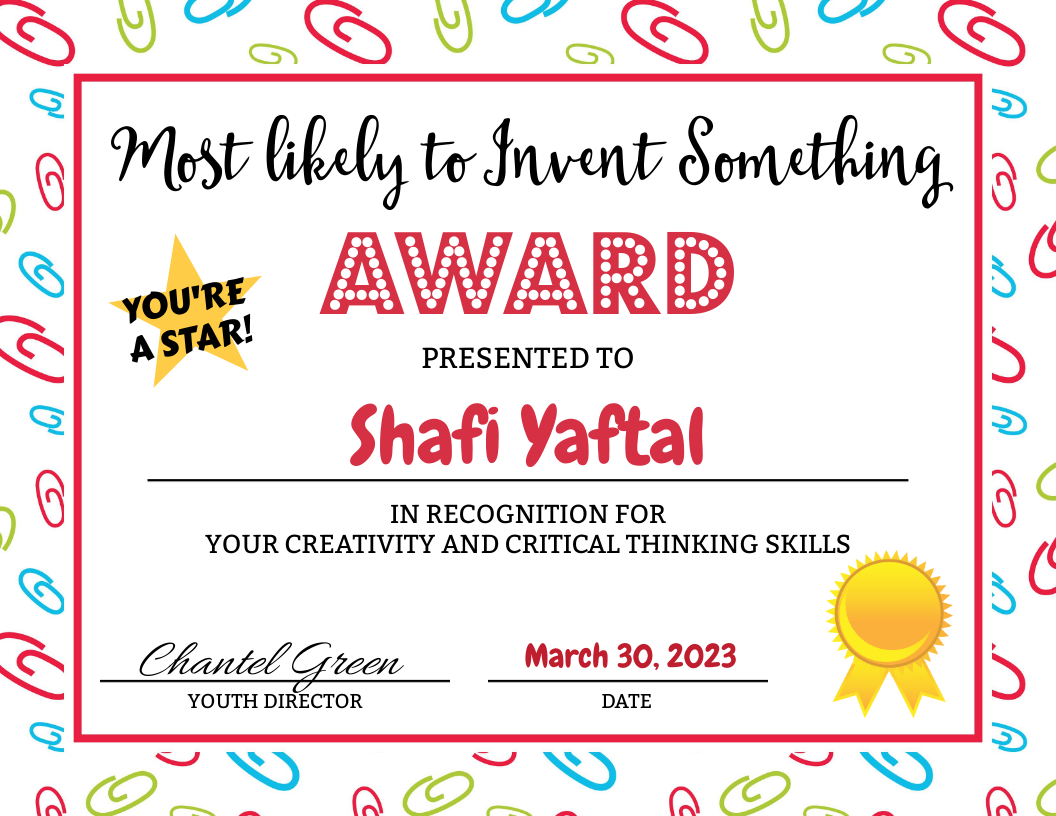 Most likely to Invent Something
AWARD
YOU'RE
A STAR!
PRESENTED TO
Shafi Yaftal
IN RECOGNITION FOR
YOUR CREATIVITY AND CRITICAL THINKING SKILLS
Chantel Green
YOUTH DIRECTOR
March 30, 2023
DATE